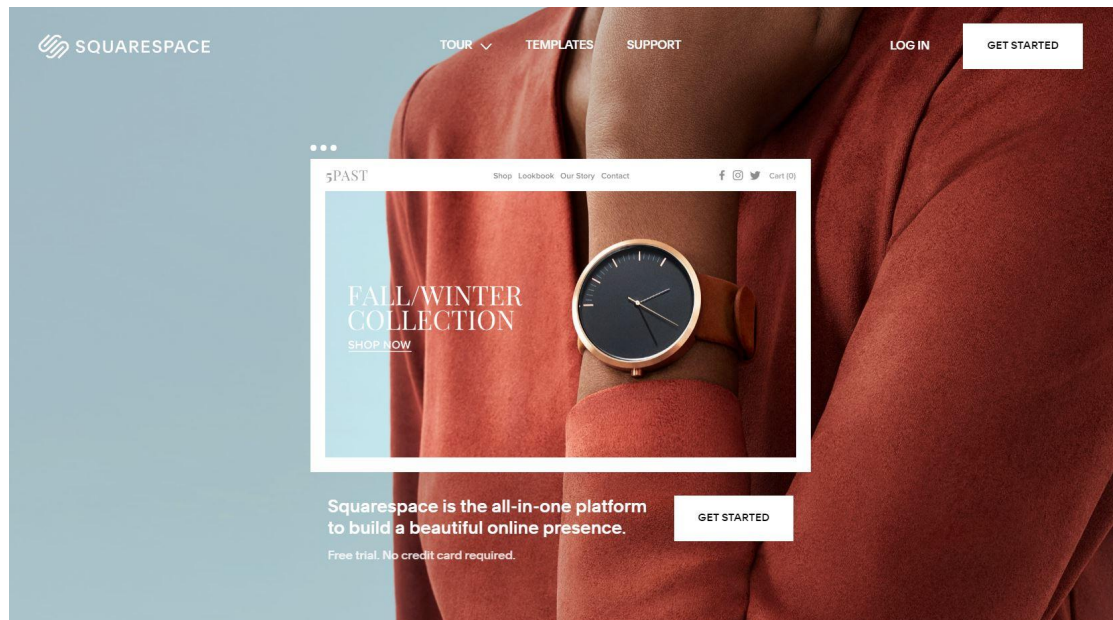 SQUARESPACE
TOUR
TEMPLATES
SUPPORT
LOG IN
GET STARTED
5PAST
Shop Lookbook Our Story Contact
Cart (0)
FALL/WINTER
COLLECTION
SHOP NOW
Squarespace is the all-in-one platform
to build a beautiful online presence.
Free trial. No credit card required.
GET STARTED